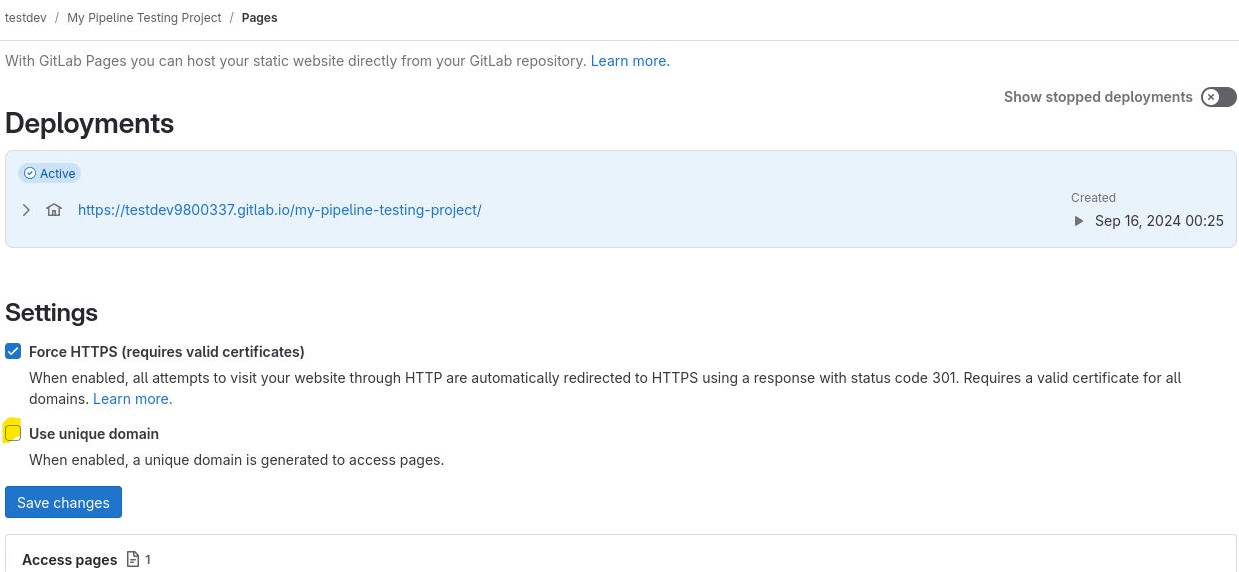 testdev / My Pipeline Testing Project / Pages
With GitLab Pages you can host your static website directly from your GitLab repository. Learn more.
Show stopped deployments
Deployments
Active
https://testdev9800337.gitlab.io/my-pipeline-testing-project/
Created
Sep 16, 2024 00:25
Settings
Force HTTPS (requires valid certificates)
When enabled, all attempts to visit your website through HTTP are automatically redirected to HTTPS using a response with status code 301. Requires a valid certificate for all
domains. Learn more.
Use unique domain
When enabled, a unique domain is generated to access pages.
Save changes
Access pages 1